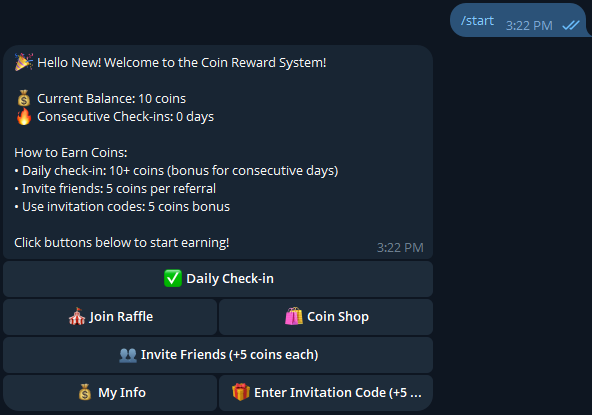 /start 3:22 PM
🎉 Hello New! Welcome to the Coin Reward System!
💰 Current Balance: 10 coins
🔥 Consecutive Check-ins: 0 days
How to Earn Coins:
• Daily check-in: 10+ coins (bonus for consecutive days)
• Invite friends: 5 coins per referral
• Use invitation codes: 5 coins bonus
Click buttons below to start earning!
3:22 PM
✅ Daily Check-in
🎪 Join Raffle
🛍️ Coin Shop
👥 Invite Friends (+5 coins each)
💰 My Info
🎁 Enter Invitation Code (+5 ...